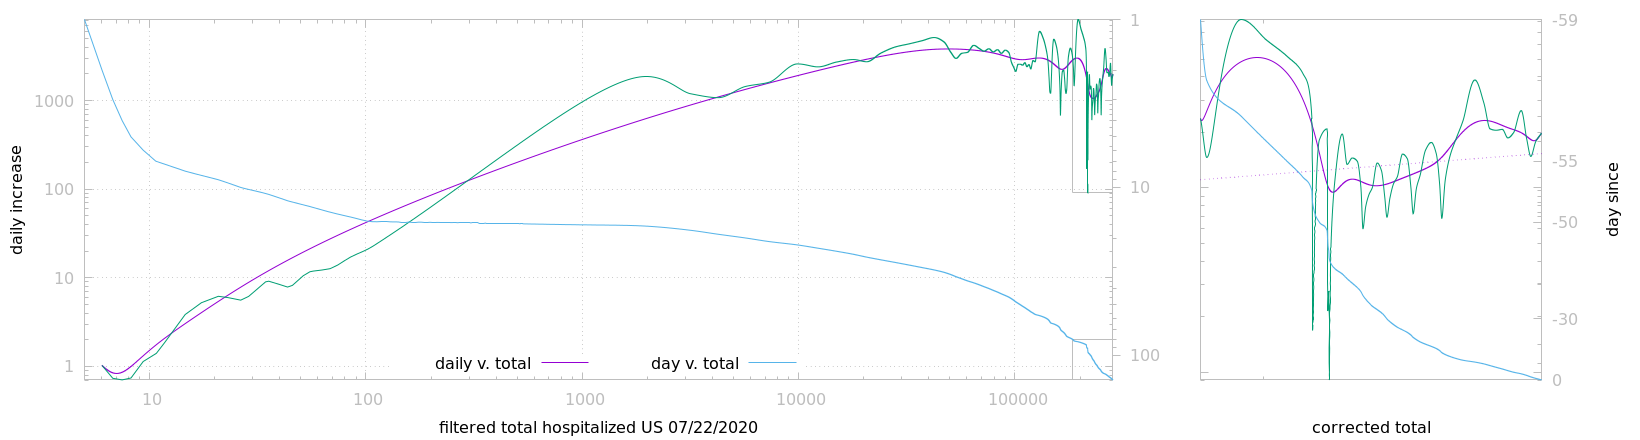 1
-59
1000
daily increase
100
10
1
10
100
daily v. total
day v. total
10
100
1000
10000
100000
filtered total hospitalized US 07/22/2020
-55
-50
-30
0
day since
corrected total